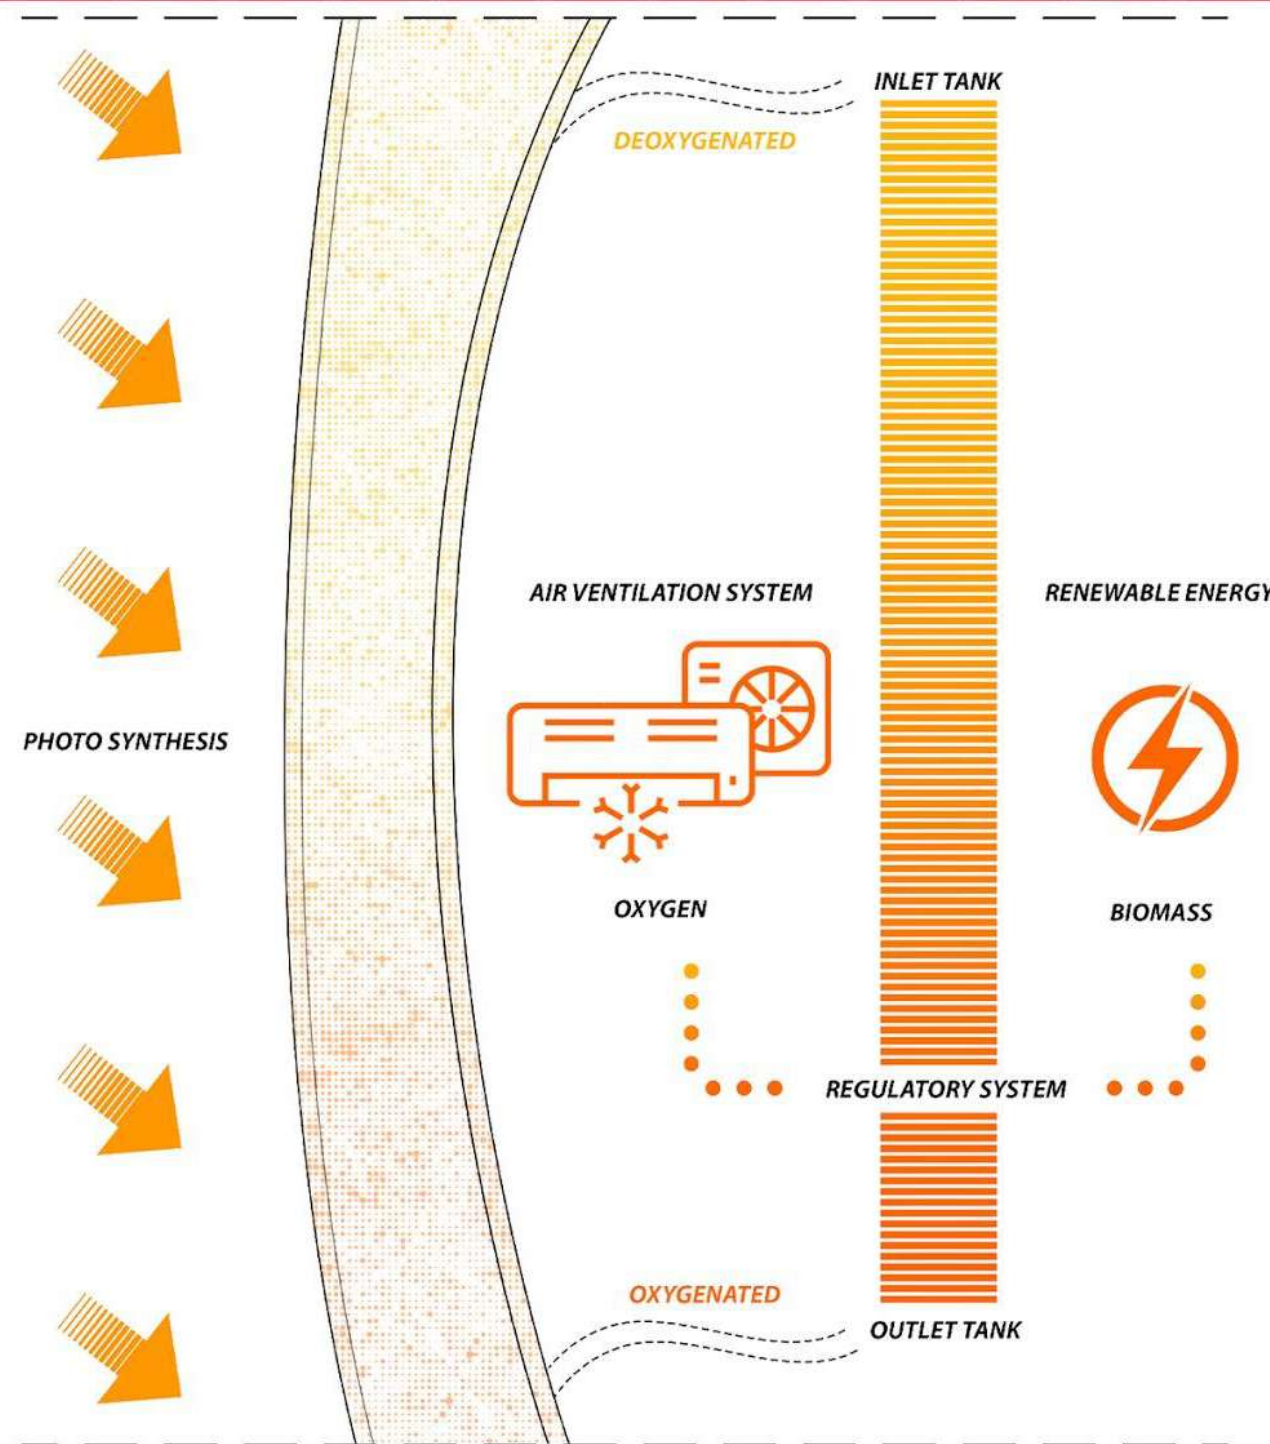 INLET TANK
DEOXYGENATED
AIR VENTILATION SYSTEM
RENEWABLE ENERGY
PHOTO SYNTHESIS
OXYGEN
BIOMASS
REGULATORY SYSTEM
OXYGENATED
OUTLET TANK